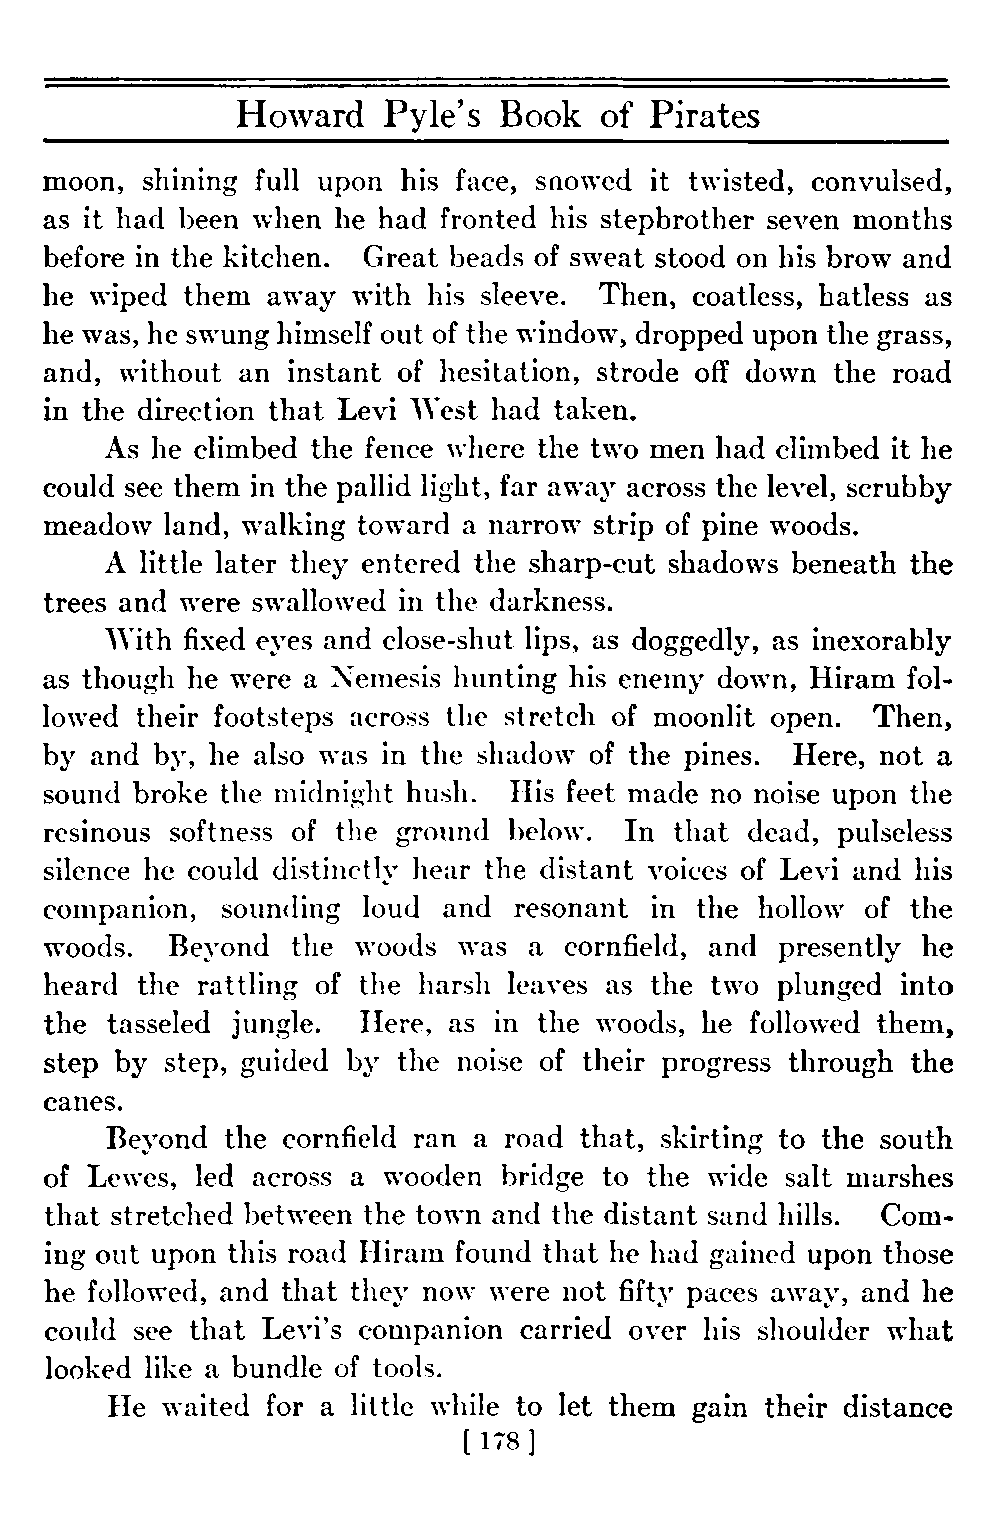 Howard Pyle's Book of Pirates
moon, shining full upon his face, snowed it twisted, convulsed,
as it had been when he had fronted his stepbrother seven months
before in the kitchen. Great beads of sweat stood on his brow and
he wiped them away with his sleeve. Then, coatless, hatless as
he was, he swung himself out of the window, dropped upon the grass,
and, without an instant of hesitation, strode off down the road
in the direction that Levi West had taken.
As he climbed the fence where the two men had climbed it he
could see them in the pallid light, far away across the level, scrubby
meadow land, walking toward a narrow strip of pine woods.
A little later they entered the sharp-cut shadows beneath the
trees and were swallowed in the darkness.
With fixed eyes and close-shut lips, as doggedly, as inexorably
as though he were a Nemesis hunting his enemy down, Hiram fol-
lowed their footsteps across the stretch of moonlit open. Then,
by and by, he also was in the shadow of the pines. Here, not a
sound broke the midnight hush. His feet made no noise upon the
resinous softness of the ground below. In that dead, pulseless
silence he could distinctly hear the distant voices of Levi and his
companion, sounding loud and resonant in the hollow of the
woods. Beyond the woods was a cornfield, and presently he
heard the rattling of the harsh leaves as the two plunged into
the tasseled jungle. Here, as in the woods, he followed them,
step by step, guided by the noise of their progress through the
canes.
Beyond the cornfield ran a road that, skirting to the south
of Lewes, led across a wooden bridge to the wide salt marshes
that stretched between the town and the distant sand hills. Com-
ing out upon this road Hiram found that he had gained upon those
he followed, and that they now were not fifty paces away, and he
could see that Levi's companion carried over his shoulder what
looked like a bundle of tools.
He waited for a little while to let them gain their distance
[ 178 ]